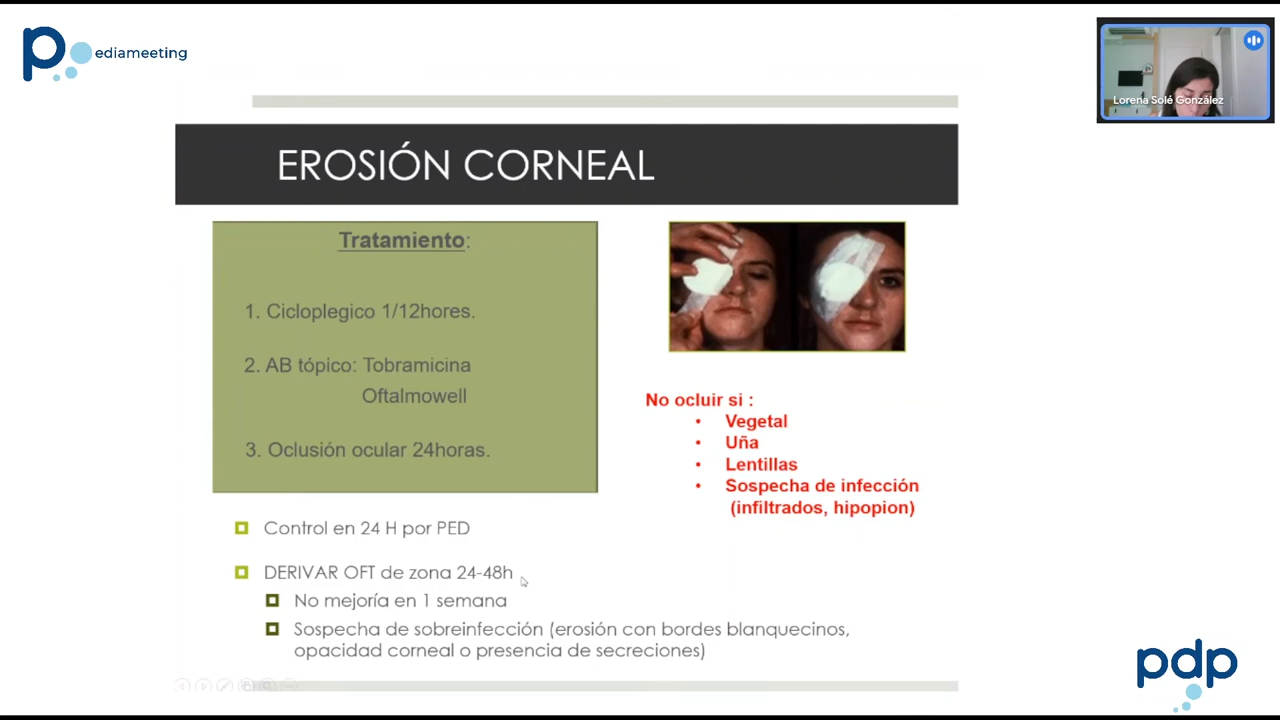 pediameeting
Lorena Solé González
EROSIÓN CORNEAL
Tratamiento:
1. Cicloplegico 1/12hores.
2. AB tópico: Tobramicina
Oftalmowell
3. Oclusión ocular 24horas.
No ocluir si :
• Vegetal
• Uña
• Lentillas
• Sospecha de infección
(infiltrados, hipopion)
Control en 24 H por PED
DERIVAR OFT de zona 24-48h
No mejoría en 1 semana
Sospecha de sobreinfección (erosión con bordes blanquecinos,
opacidad corneal o presencia de secreciones)
pdp